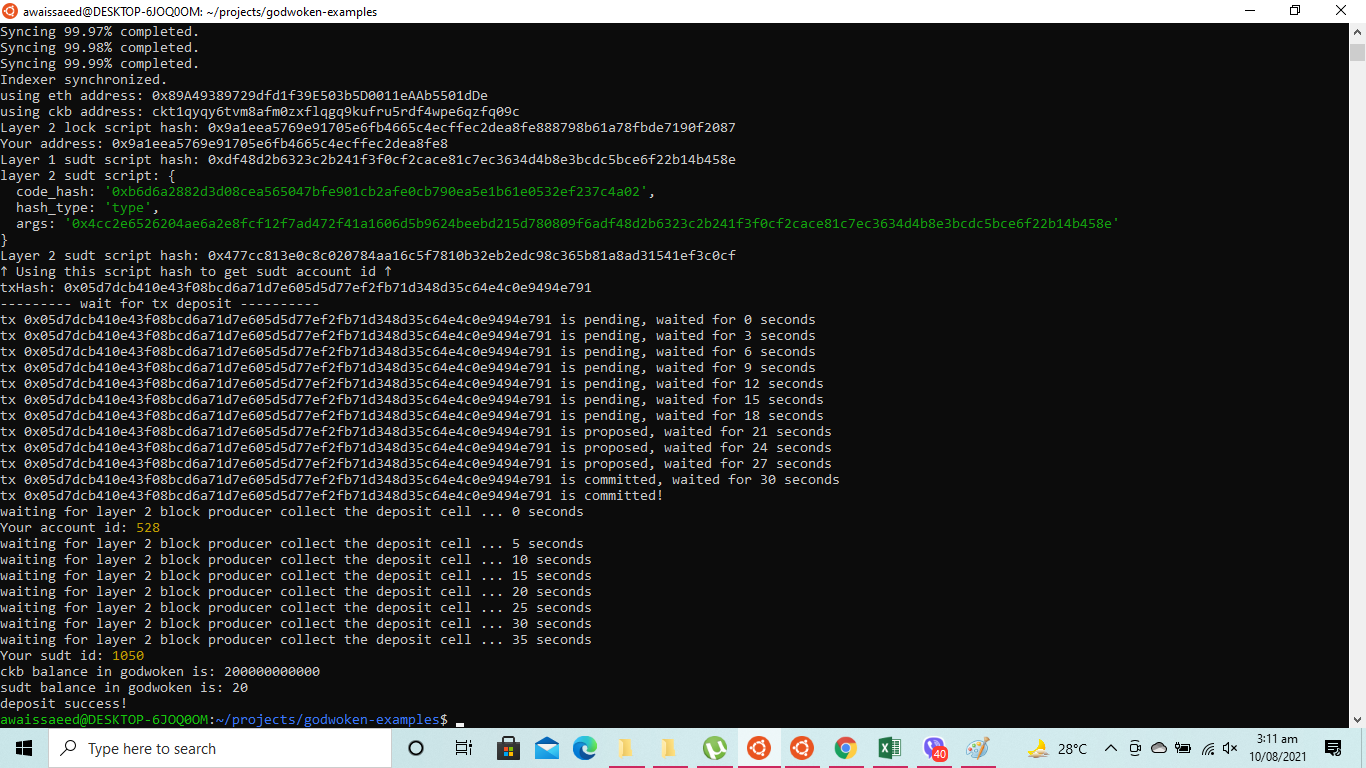 awaissaeed@DESKTOP-6JOQ0OM: ~/projects/godwoken-examples
Syncing 99.97% completed.
Syncing 99.98% completed.
Syncing 99.99% completed.
Indexer synchronized.
using eth address: 0x89A49389729dfd1f39E503b5D0011eAAb5501dDe
using ckb address: ckt1qyqy6tvm8afm0zxflqgq9kufru5rdf4wpe6qzfq09c
Layer 2 lock script hash: 0x9a1eea5769e91705e6fb4665c4ecffec2dea8fe888798b61a78fbde7190f2087
Your address: 0x9a1eea5769e91705e6fb4665c4ecffec2dea8fe8
Layer 1 sudt script hash: 0xdf48d2b6323c2b241f3f0cf2cace81c7ec3634d4b8e3bcdc5bce6f22b14b458e
layer 2 sudt script: {
  code_hash: '0xb6d6a2882d3d08cea565047bfe901cb2afe0cb790ea5e1b61e0532ef237c4a02',
  hash_type: 'type',
  args: '0x4cc2e6526204ae6a2e8fcf12f7ad472f41a1606d5b9624beebd215d780809f6adf48d2b6323c2b241f3f0cf2cace81c7ec3634d4b8e3bcdc5bce6f22b14b458e'
}
Layer 2 sudt script hash: 0x477cc813e0c8c020784aa16c5f7810b32eb2edc98c365b81a8ad31541ef3c0cf
↑ Using this script hash to get sudt account id ↑
txHash: 0x05d7dcb410e43f08bcd6a71d7e605d5d77ef2fb71d348d35c64e4c0e9494e791
--------- wait for tx deposit ----------
tx 0x05d7dcb410e43f08bcd6a71d7e605d5d77ef2fb71d348d35c64e4c0e9494e791 is pending, waited for 0 seconds
tx 0x05d7dcb410e43f08bcd6a71d7e605d5d77ef2fb71d348d35c64e4c0e9494e791 is pending, waited for 3 seconds
tx 0x05d7dcb410e43f08bcd6a71d7e605d5d77ef2fb71d348d35c64e4c0e9494e791 is pending, waited for 6 seconds
tx 0x05d7dcb410e43f08bcd6a71d7e605d5d77ef2fb71d348d35c64e4c0e9494e791 is pending, waited for 9 seconds
tx 0x05d7dcb410e43f08bcd6a71d7e605d5d77ef2fb71d348d35c64e4c0e9494e791 is pending, waited for 12 seconds
tx 0x05d7dcb410e43f08bcd6a71d7e605d5d77ef2fb71d348d35c64e4c0e9494e791 is pending, waited for 15 seconds
tx 0x05d7dcb410e43f08bcd6a71d7e605d5d77ef2fb71d348d35c64e4c0e9494e791 is pending, waited for 18 seconds
tx 0x05d7dcb410e43f08bcd6a71d7e605d5d77ef2fb71d348d35c64e4c0e9494e791 is proposed, waited for 21 seconds
tx 0x05d7dcb410e43f08bcd6a71d7e605d5d77ef2fb71d348d35c64e4c0e9494e791 is proposed, waited for 24 seconds
tx 0x05d7dcb410e43f08bcd6a71d7e605d5d77ef2fb71d348d35c64e4c0e9494e791 is proposed, waited for 27 seconds
tx 0x05d7dcb410e43f08bcd6a71d7e605d5d77ef2fb71d348d35c64e4c0e9494e791 is committed, waited for 30 seconds
tx 0x05d7dcb410e43f08bcd6a71d7e605d5d77ef2fb71d348d35c64e4c0e9494e791 is committed!
waiting for layer 2 block producer collect the deposit cell ... 0 seconds
Your account id: 528
waiting for layer 2 block producer collect the deposit cell ... 5 seconds
waiting for layer 2 block producer collect the deposit cell ... 10 seconds
waiting for layer 2 block producer collect the deposit cell ... 15 seconds
waiting for layer 2 block producer collect the deposit cell ... 20 seconds
waiting for layer 2 block producer collect the deposit cell ... 25 seconds
waiting for layer 2 block producer collect the deposit cell ... 30 seconds
waiting for layer 2 block producer collect the deposit cell ... 35 seconds
Your sudt id: 1050
ckb balance in godwoken is: 200000000000
sudt balance in godwoken is: 20
deposit success!
awaissaeed@DESKTOP-6JOQ0OM:~/projects/godwoken-examples$
Type here to search
40
28°C
3:11 am
10/08/2021